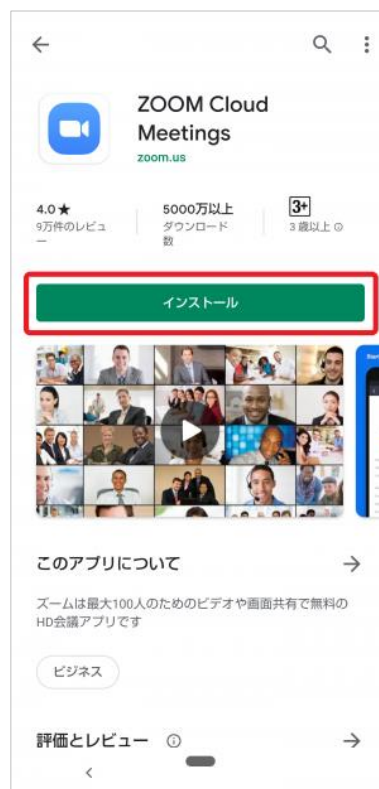 ZOOM Cloud
Meetings
zoom.us
4.0★
9万件のレビュ
ー
5000万以上
ダウンロード
数
3+
3 歳以上
インストール
このアプリについて
ズームは最大100人のためのビデオや画面共有で無料の
HD会議アプリです
ビジネス
評価とレビュー